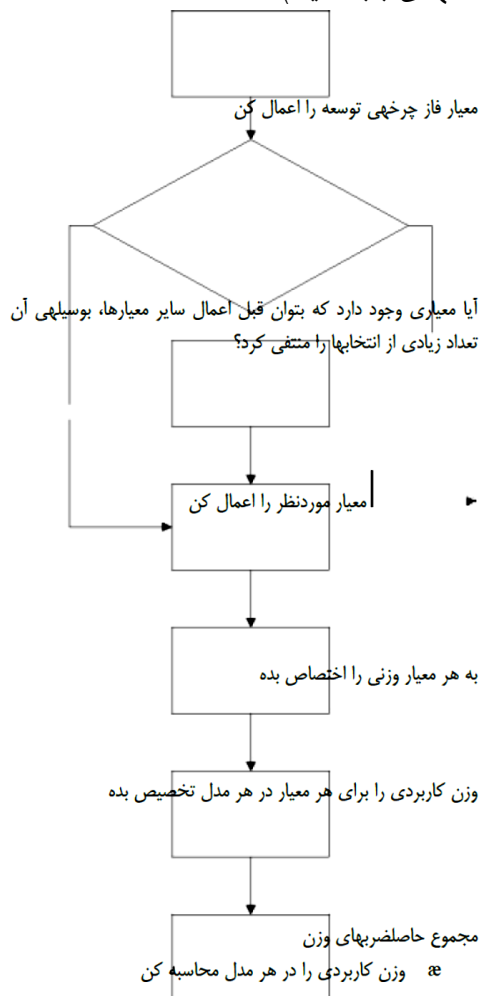 معیار فاز چرخهی توسعه را اعمال کن
آیا معیاری وجود دارد که بتوان قبل اعمال سایر معیارها، بوسیلهی آن
تعداد زیادی از انتخابها را منتفی کرد؟
معیار موردنظر را اعمال کن
به هر معیار وزنی را اختصاص بده
وزن کاربردی را برای هر معیار در هر مدل تخصیص بده
مجموع حاصلضربهای وزن
æ وزن کاربردی را در هر مدل محاسبه کن